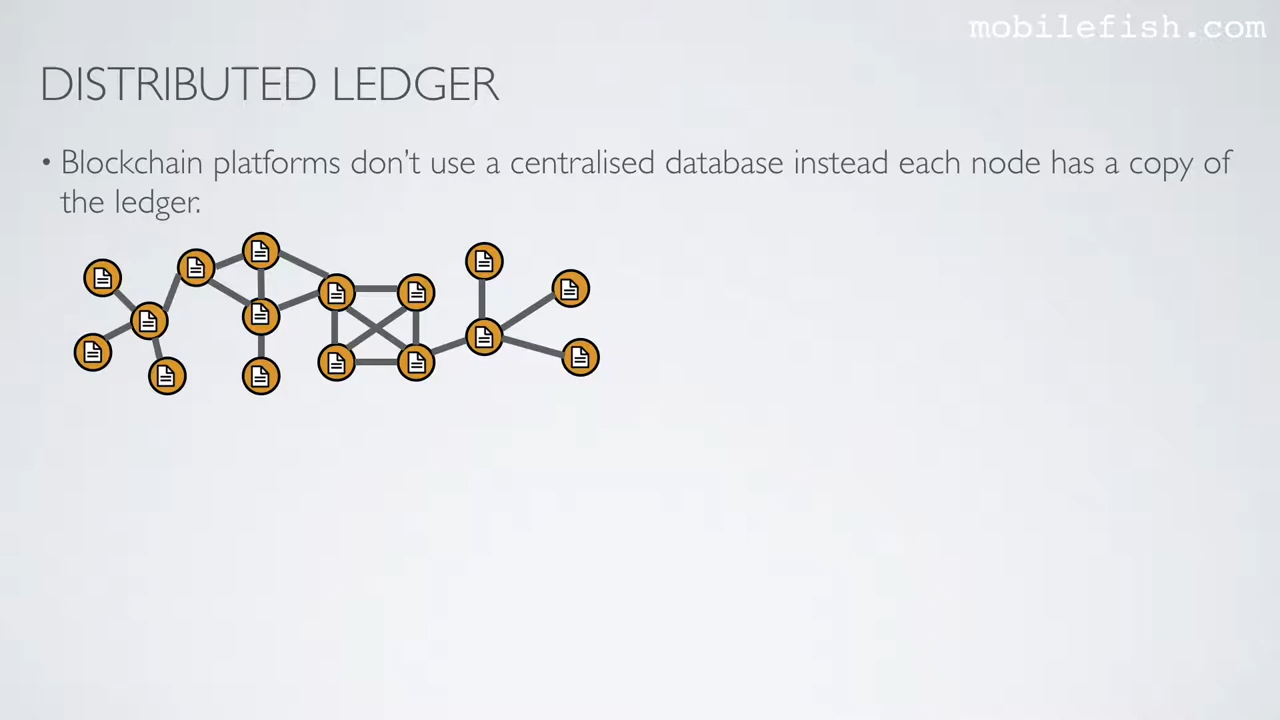 mobilefish.com
DISTRIBUTED LEDGER
• Blockchain platforms don’t use a centralised database instead each node has a copy of
the ledger.